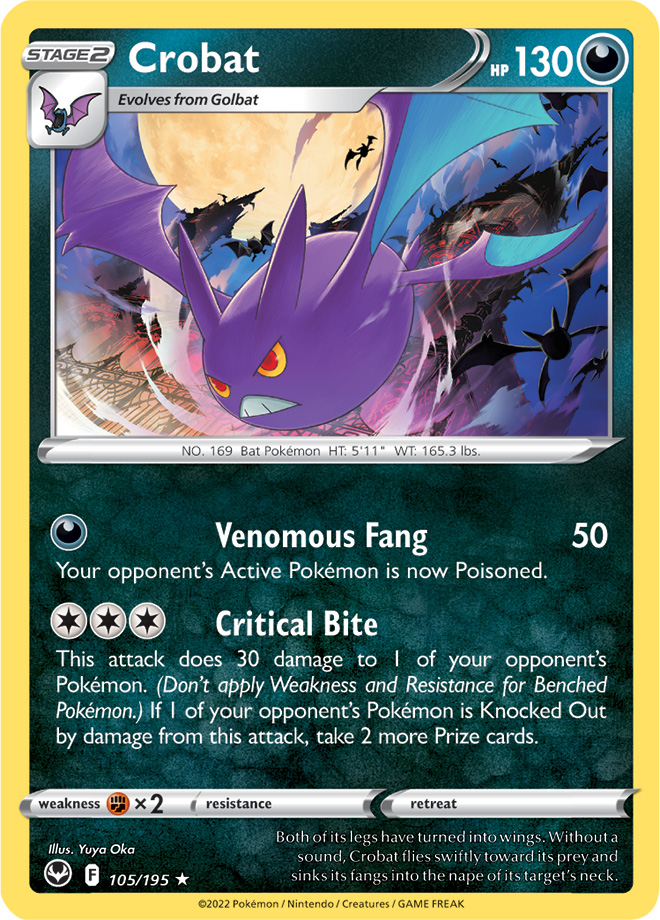 STAGE 2
Crobat
HP 130
Evolves from Golbat
NO. 169 Bat Pokémon HT: 5'11" WT: 165.3 lbs.
Venomous Fang 50
Your opponent's Active Pokémon is now Poisoned.
Critical Bite
This attack does 30 damage to 1 of your opponent's
Pokémon. (Don't apply Weakness and Resistance for Benched
Pokémon.) If 1 of your opponent's Pokémon is Knocked Out
by damage from this attack, take 2 more Prize cards.
weakness ×2 resistance retreat
Illus. Yuya Oka
F 105/195 ★
Both of its legs have turned into wings. Without a
sound, Crobat flies swiftly toward its prey and
sinks its fangs into the nape of its target's neck.
©2022 Pokémon / Nintendo / Creatures / GAME FREAK